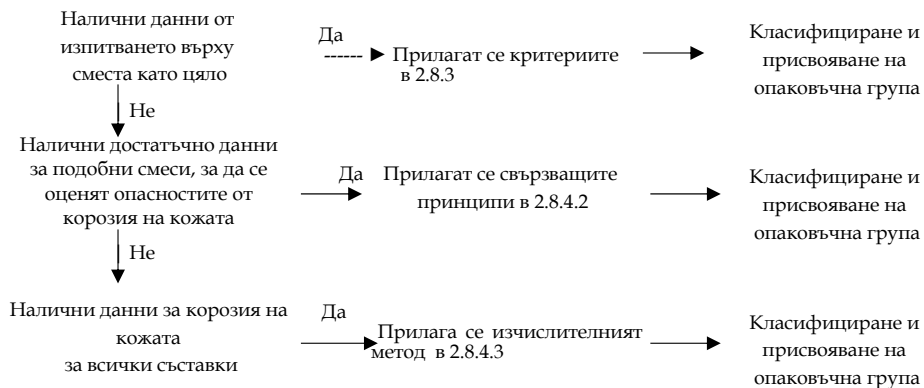 Налични данни от
изпитването върху
сместа като цяло
Да
Прилагат се критериите
в 2.8.3
Класифициране и
присвояване на
опаковъчна група
Не
Налични достатъчно данни
за подобни смеси, за да се
оценят опасностите от
корозия на кожата
Да
Прилагат се свързващите
принципи в 2.8.4.2
Класифициране и
присвояване на
опаковъчна група
Не
Налични данни за корозия на
кожата
за всички съставки
Да
Прилага се изчислителният
метод в 2.8.4.3
Класифициране и
присвояване на
опаковъчна група